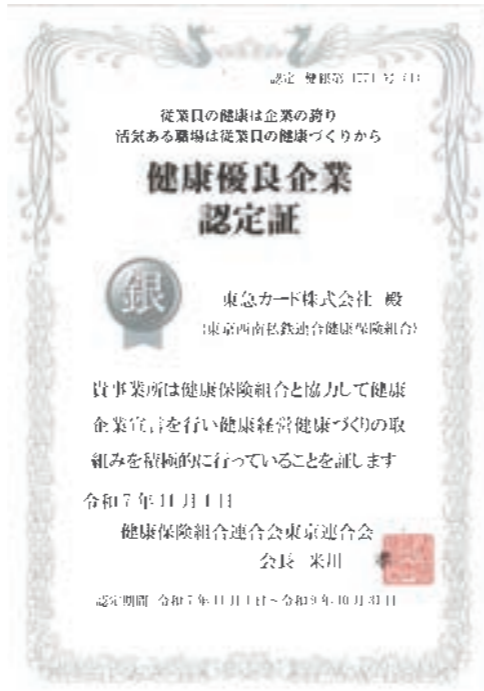 認定 健銀第 1771 号 (1)
従業員の健康は企業の誇り
活気ある職場は従業員の健康づくりから
健康優良企業
認定証
銀
東急カード株式会社 殿
(東京西南私鉄連合健康保険組合)
貴事業所は健康保険組合と協力して健康
企業宣言を行い健康経営健康づくりの取
組みを積極的に行っていることを証します
令和7年11月1日
健康保険組合連合会東京連合会
会長 米川
認定期間 令和7年11月1日~令和9年10月31日